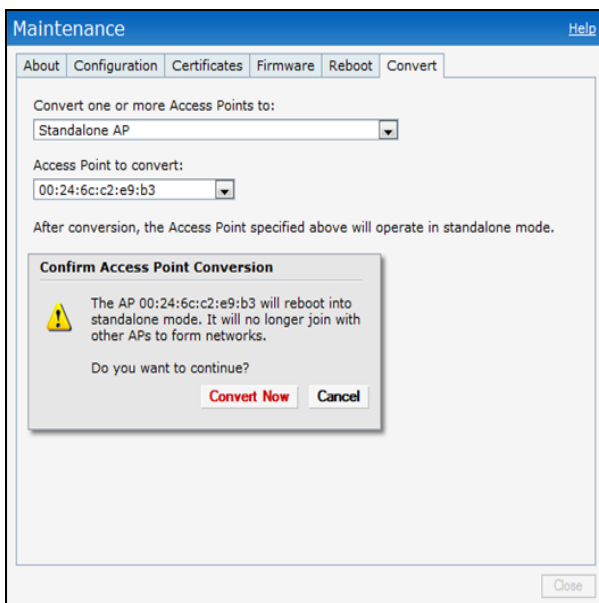 Maintenance
Help
About
Configuration
Certificates
Firmware
Reboot
Convert
Convert one or more Access Points to:
Standalone AP
Access Point to convert:
00:24:6c:c2:e9:b3
After conversion, the Access Point specified above will operate in standalone mode.
Confirm Access Point Conversion
The AP 00:24:6c:c2:e9:b3 will reboot into
standalone mode. It will no longer join with
other APs to form networks.
Do you want to continue?
Convert Now
Cancel
Close